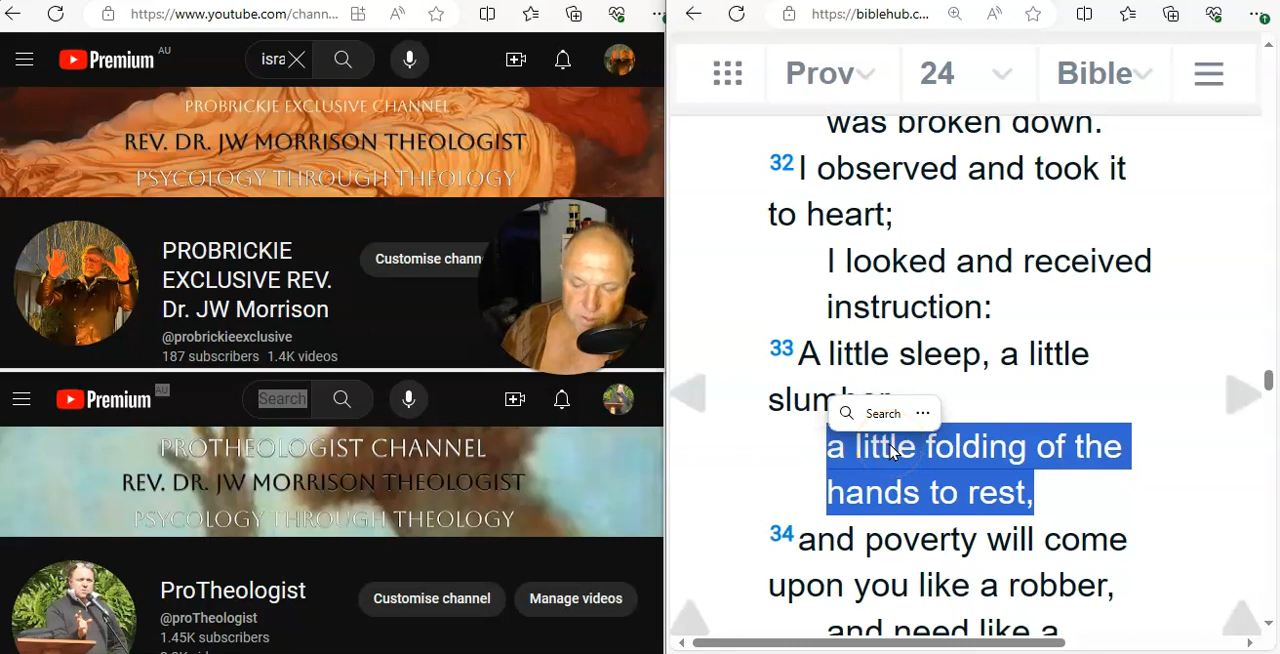 https://www.youtube.com/chann...
Premium AU
isra
PROBRICKIE EXCLUSIVE CHANNEL
REV. DR. JW MORRISON THEOLOGIST
PSYCOLOGY THROUGH THEOLOGY
PROBRICKIE
EXCLUSIVE REV.
Dr. JW Morrison
@probrickieexclusive
187 subscribers 1.4K videos
Customise chann
Premium AU
Search
PROTHEOLOGIST CHANNEL
REV. DR. JW MORRISON THEOLOGIST
PSYCOLOGY THROUGH THEOLOGY
ProTheologist
@proTheologist
1.45K subscribers
Customise channel
Manage videos
https://biblehub.c...
Prov 24 Bible
was broken down.
32 I observed and took it
to heart;
I looked and received
instruction:
33 A little sleep, a little
slumber,
Search ...
a little folding of the
hands to rest,
34 and poverty will come
upon you like a robber,
and need like a